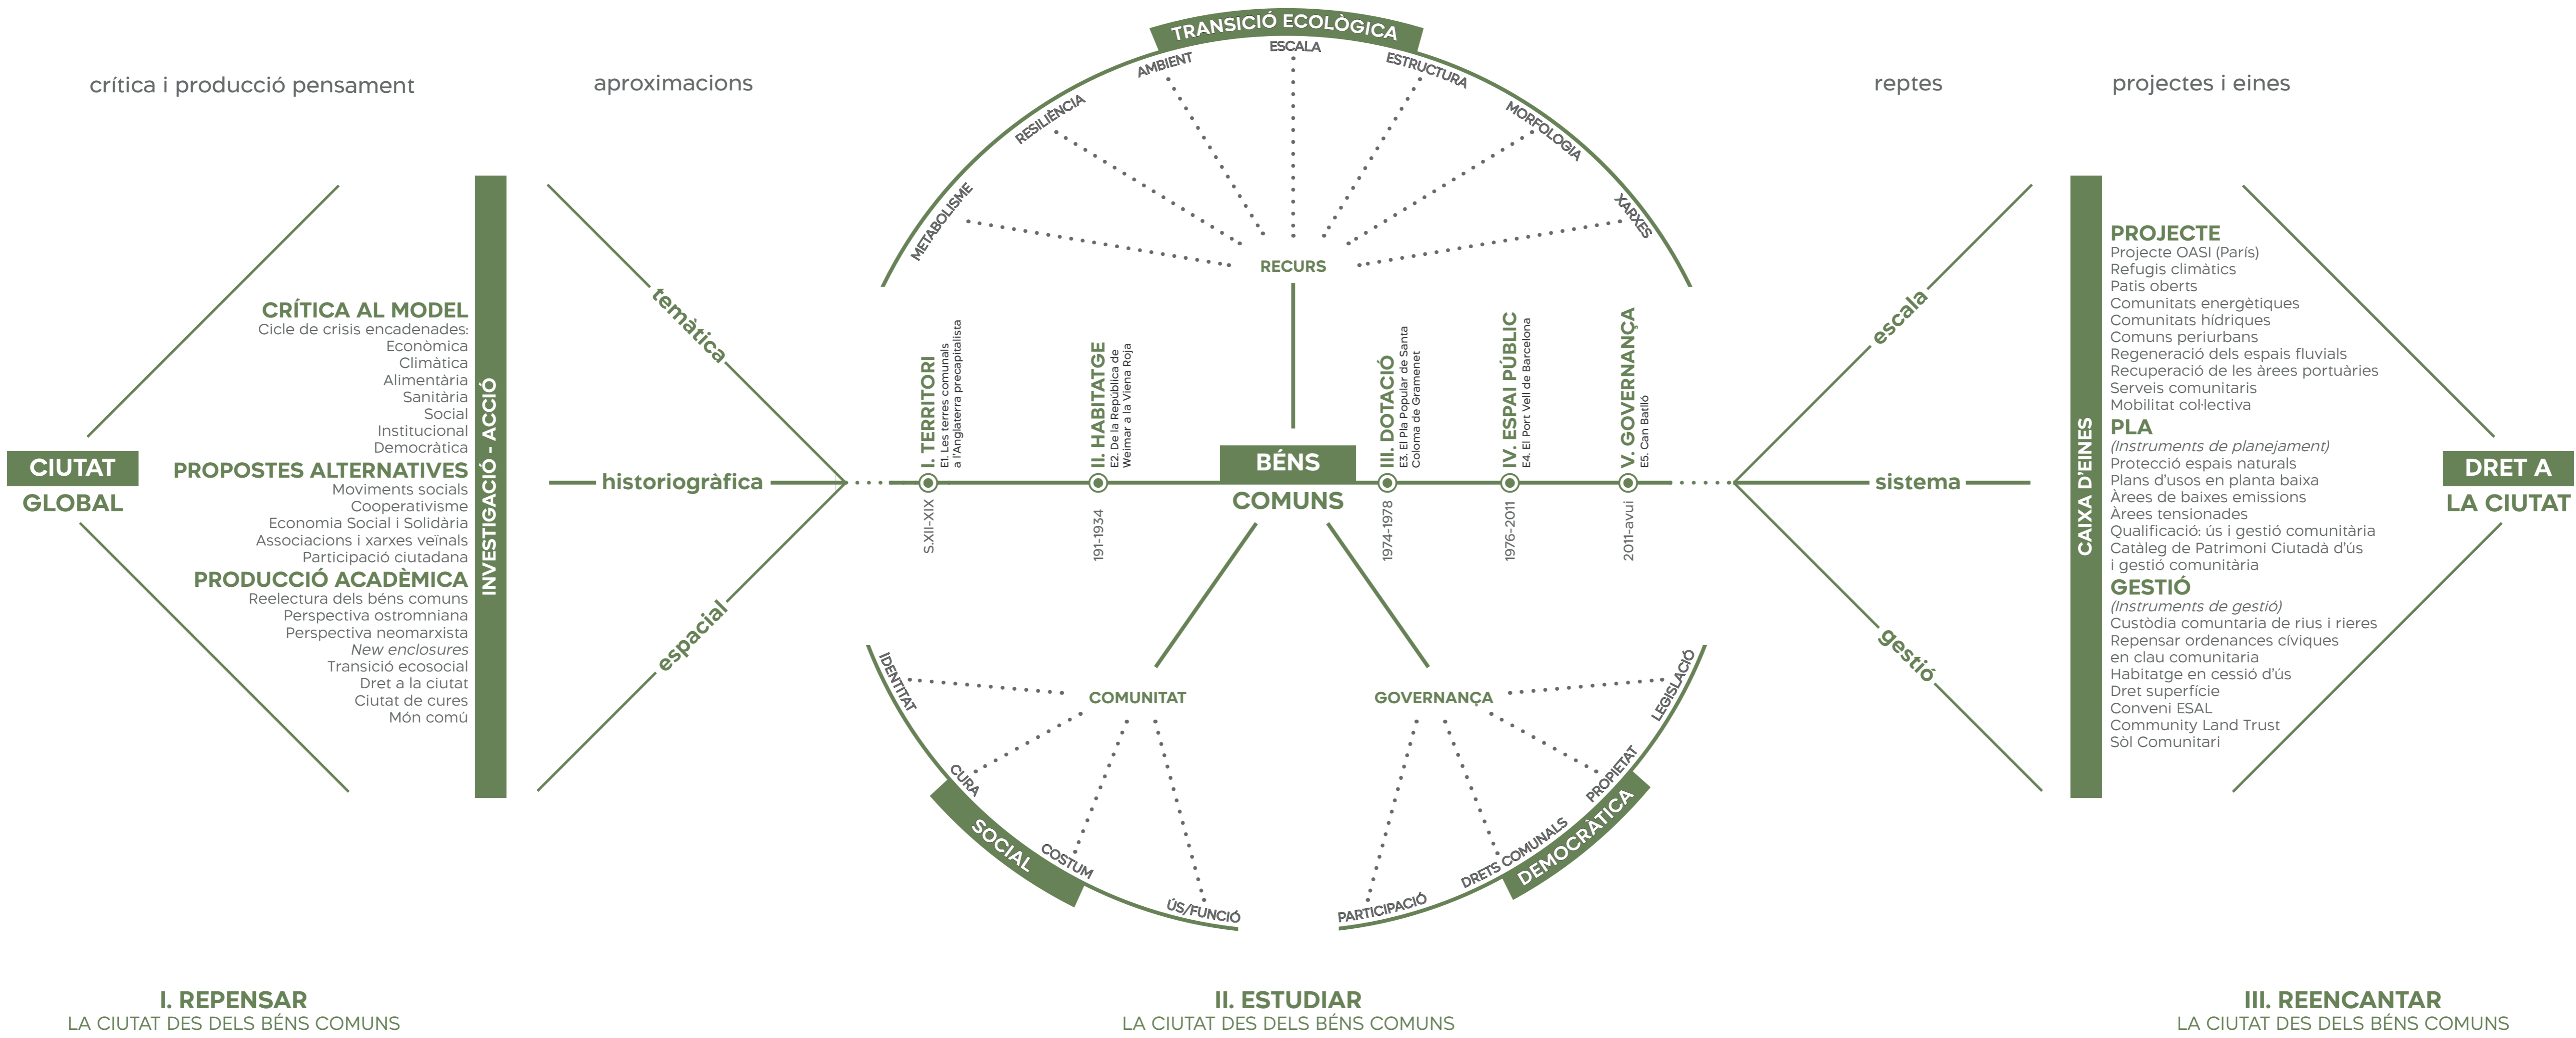 crítica i producció pensament
aproximacions
reptes
projectes i eines
CIUTAT
GLOBAL
CRÍTICA AL MODEL
Cicle de crisis encadenades:
Econòmica
Climàtica
Alimentària
Sanitària
Social
Institucional
Democràtica
PROPOSTES ALTERNATIVES
Moviments socials
Cooperativisme
Economia Social i Solidària
Associacions i xarxes veïnals
Participació ciutadana
PRODUCCIÓ ACADÈMICA
Reelectura dels béns comuns
Perspectiva ostromniana
Perspectiva neomarxista
New enclosures
Transició ecosocial
Dret a la ciutat
Ciutat de cures
Món comú
INVESTIGACIÓ - ACCIÓ
temàtica
historiogràfica
espacial
TRANSICIÓ ECOLÒGICA
METABOLISME
RESILIÈNCIA
AMBIENT
ESCALA
ESTRUCTURA
MORFOLOGIA
XARXES
RECURS
I. TERRITORI
E1. Les terres comunals
a l'Anglaterra precapitalista
S.XII-XIX
II. HABITATGE
E2. De la República de
Weimar a la Viena Roja
191-1934
BÉNS
COMUNS
III. DOTACIÓ
E3. El Pla Popular de Santa
Coloma de Gramenet
1974-1978
IV. ESPAI PÚBLIC
E4. El Port Vell de Barcelona
1976-2011
V. GOVERNANÇA
E5. Can Batlló
2011-avui
COMUNITAT
IDENTITAT
CURA
COSTUM
ÚS/FUNCIÓ
SOCIAL
GOVERNANÇA
LEGISLACIÓ
PROPIETAT
DRETS COMUNALS
PARTICIPACIÓ
DEMOCRÀTICA
escala
sistema
gestió
CAIXA D'EINES
PROJECTE
Projecte OASI (París)
Refugis climàtics
Patis oberts
Comunitats energètiques
Comunitats hídriques
Comuns periurbans
Regeneració dels espais fluvials
Recuperació de les àrees portuàries
Serveis comunitaris
Mobilitat col·lectiva
PLA
(Instruments de planejament)
Protecció espais naturals
Plans d'usos en planta baixa
Àrees de baixes emissions
Àrees tensionades
Qualificació: ús i gestió comunitària
Catàleg de Patrimoni Ciutadà d'ús
i gestió comunitària
GESTIÓ
(Instruments de gestió)
Custòdia comuntaria de rius i rieres
Repensar ordenances cíviques
en clau comunitaria
Habitatge en cessió d'ús
Dret superfície
Conveni ESAL
Community Land Trust
Sòl Comunitari
DRET A
LA CIUTAT
I. REPENSAR
LA CIUTAT DES DELS BÉNS COMUNS
II. ESTUDIAR
LA CIUTAT DES DELS BÉNS COMUNS
III. REENCANTAR
LA CIUTAT DES DELS BÉNS COMUNS